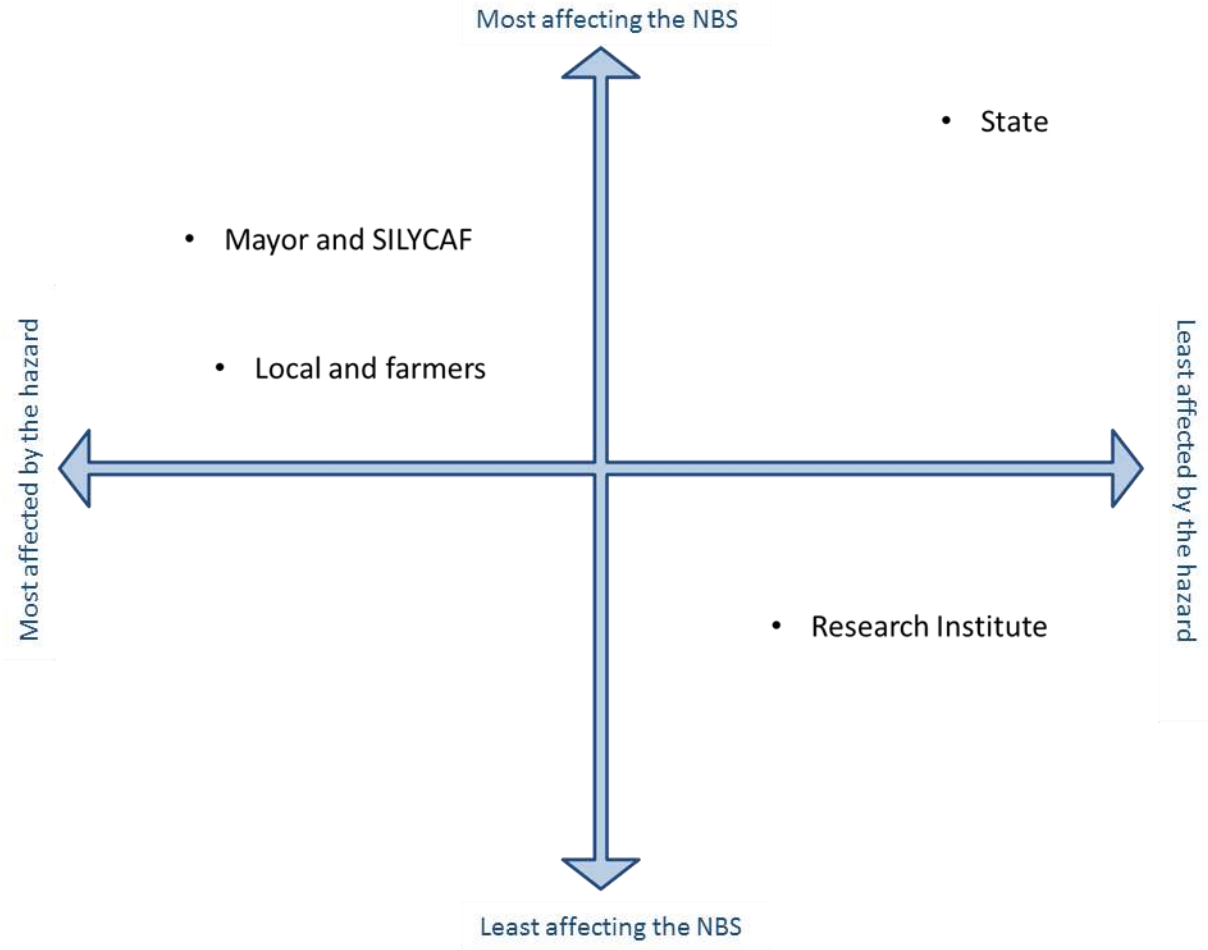 Most affecting the NBS
• State
• Mayor and SILYCAF
• Local and farmers
Most affected by the hazard
Least affected by the hazard
• Research Institute
Least affecting the NBS